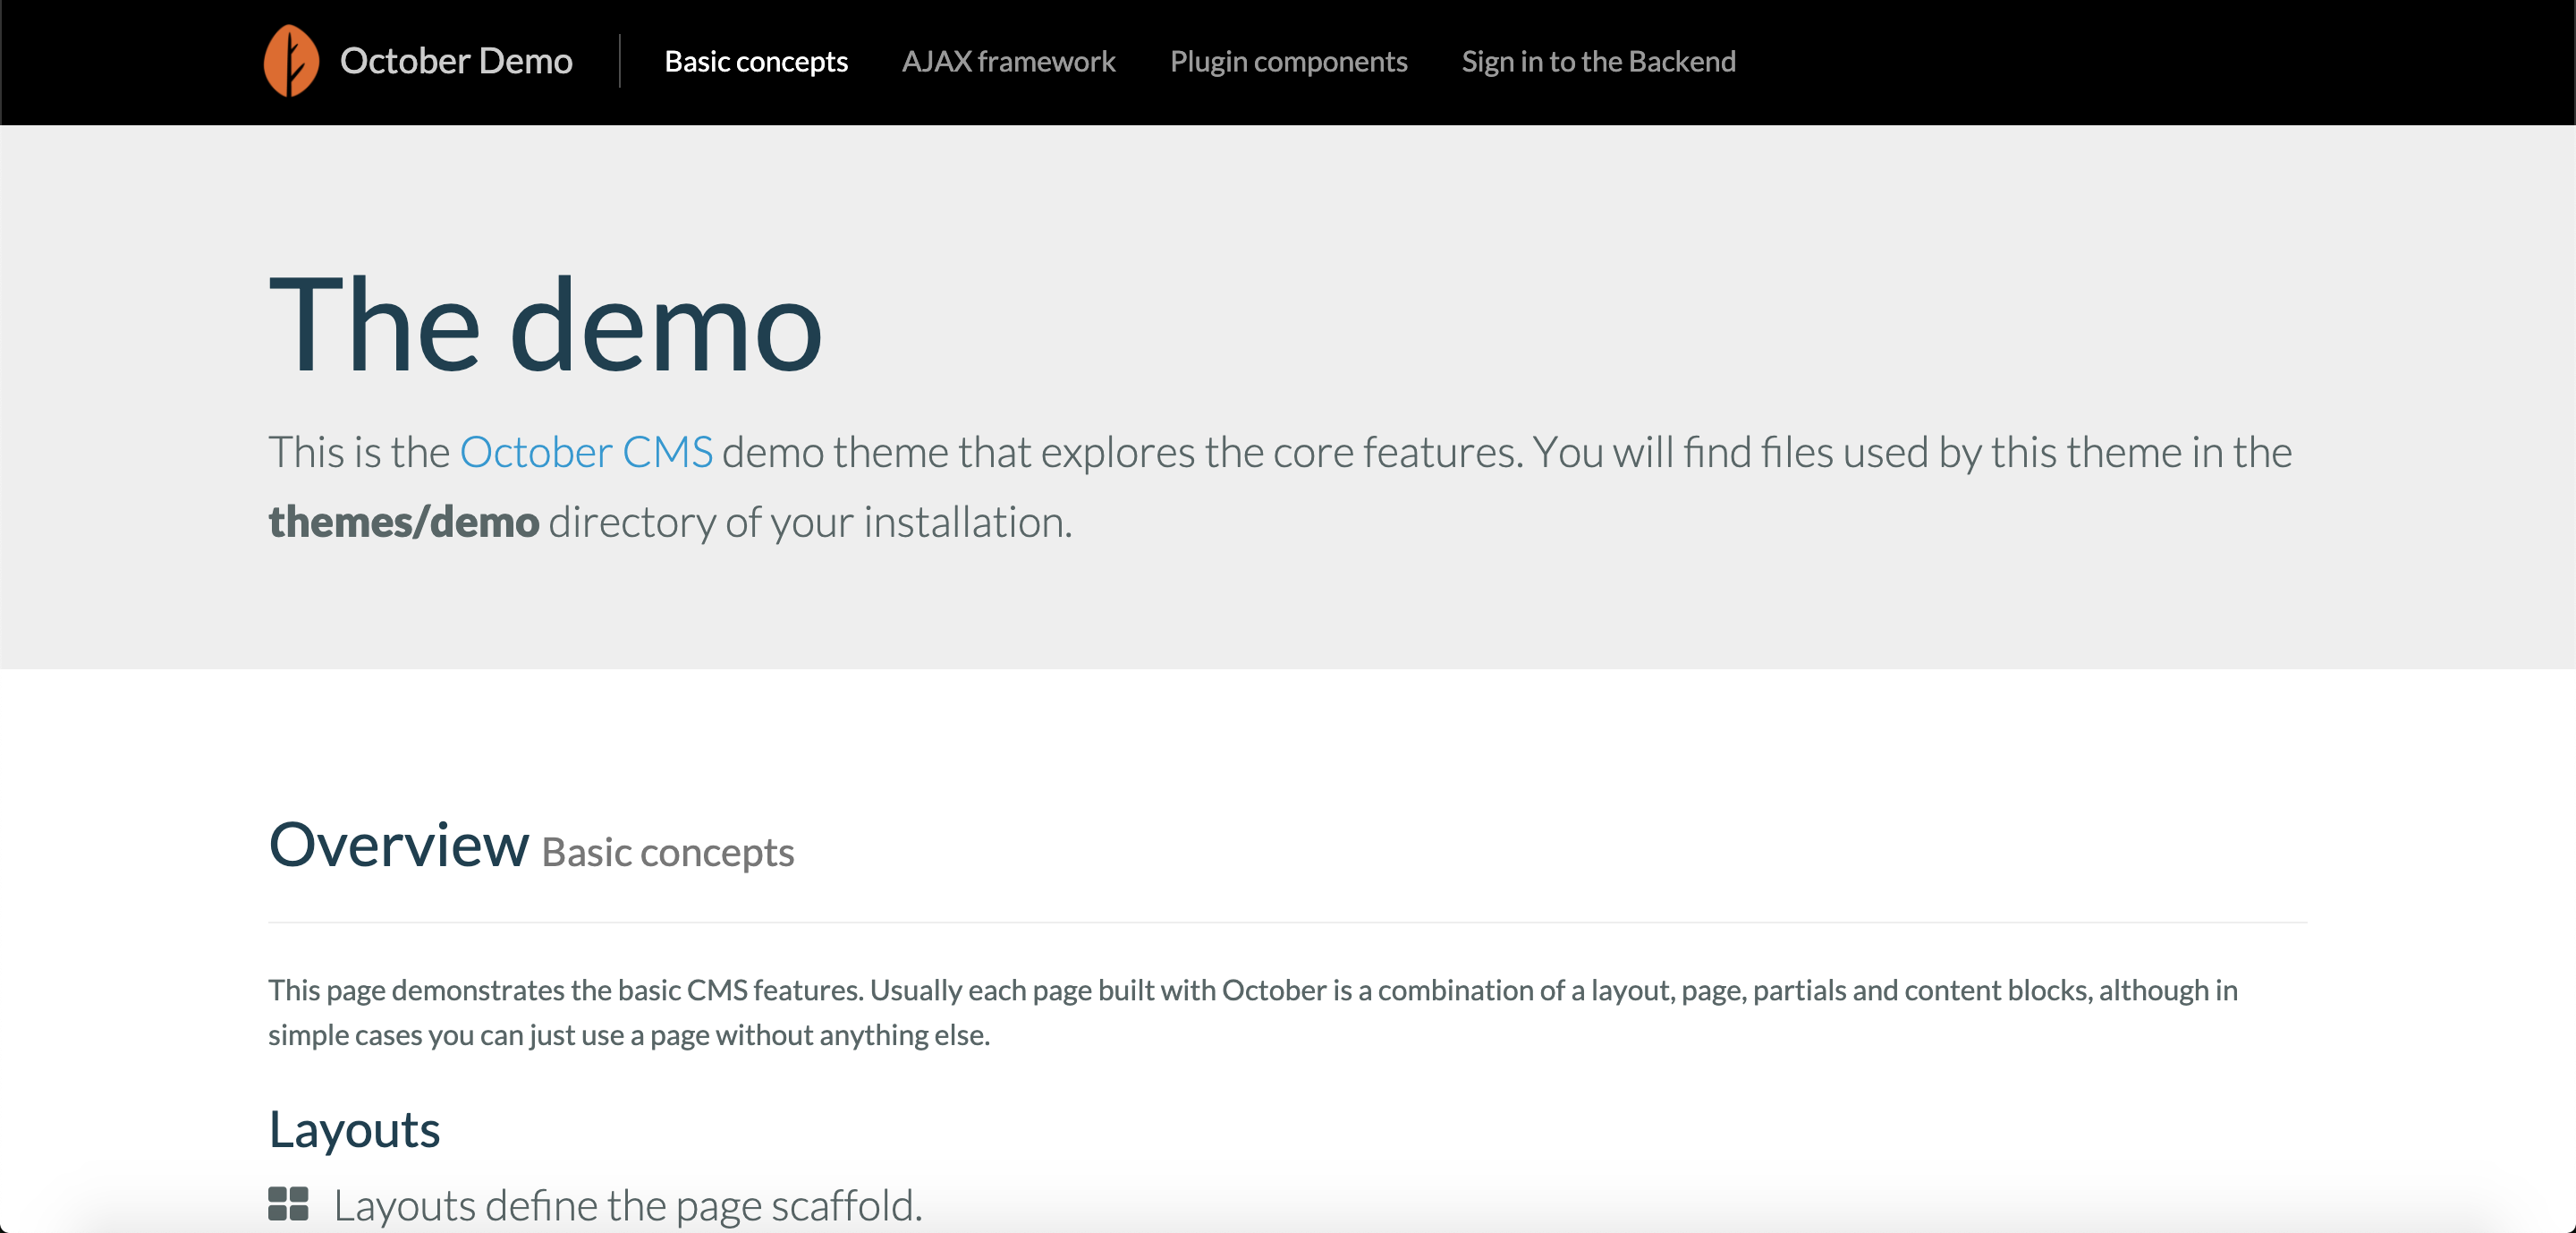 October Demo
Basic concepts
AJAX framework
Plugin components
Sign in to the Backend
The demo
This is the October CMS demo theme that explores the core features. You will find files used by this theme in the
themes/demo directory of your installation.
Overview Basic concepts
This page demonstrates the basic CMS features. Usually each page built with October is a combination of a layout, page, partials and content blocks, although in
simple cases you can just use a page without anything else.
Layouts
Layouts define the page scaffold.